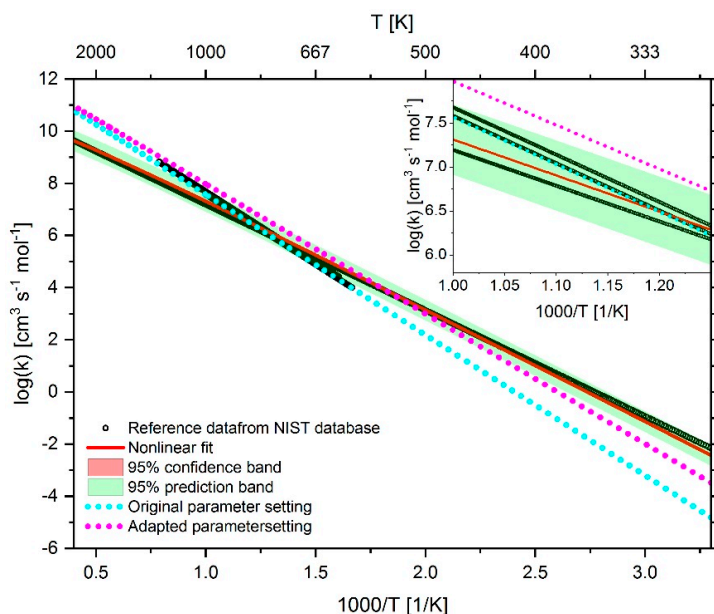 T [K]
2000 1000 667 500 400 333
12
10
8
6
4
2
0
-2
-4
-6
log(k) [cm³ s mol⁻¹]
0.5 1.0 1.5 2.0 2.5 3.0
1000/T [1/K]
Reference datafrom NIST database
Nonlinear fit
95% confidence band
95% prediction band
Original parameter setting
Adapted parametersetting
log(k) [cm³ s mol⁻¹]
7.5
7.0
6.5
6.0
1.00 1.05 1.10 1.15 1.20
1000/T [1/K]